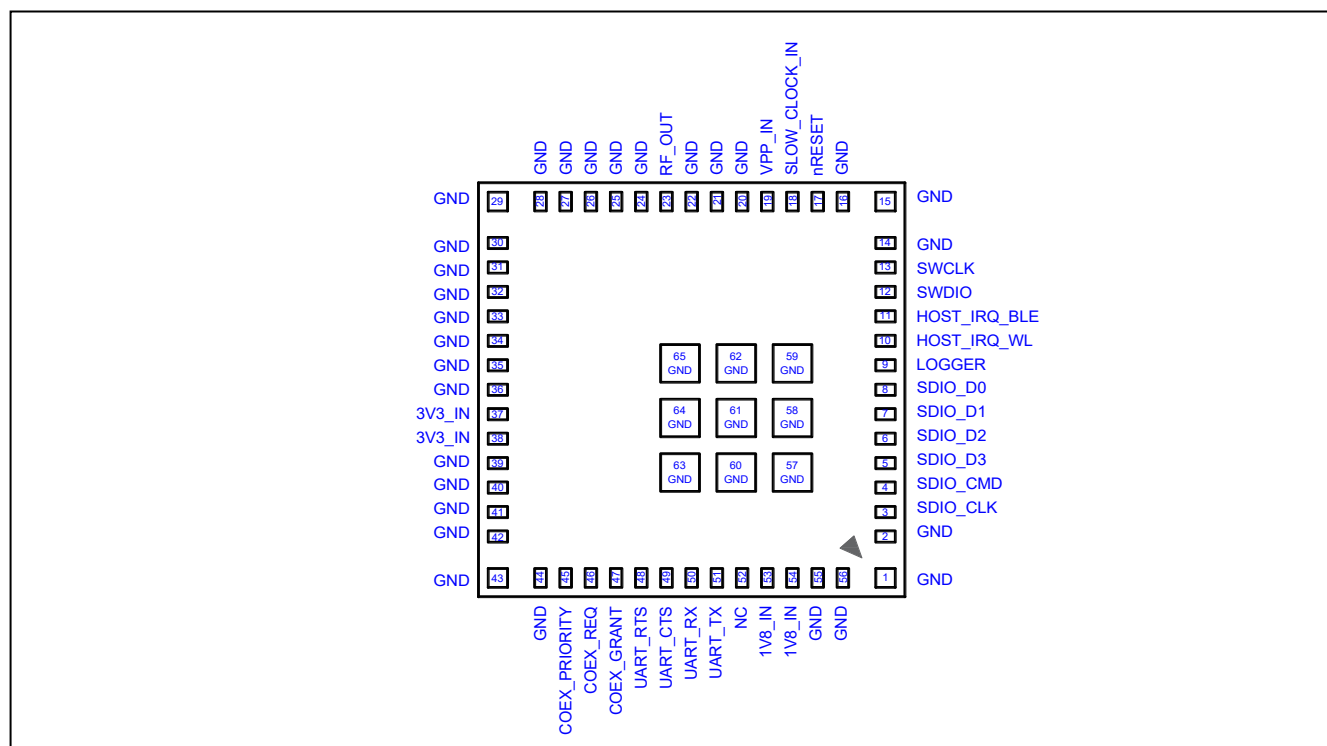 GND
GND
GND
GND
GND
RF_OUT
GND
GND
GND
VPP_IN
SLOW_CLOCK_IN
nRESET
GND
28
27
26
25
24
23
22
21
20
19
18
17
16
GND 29
15 GND
GND 30
14 GND
GND 31
13 SWCLK
GND 32
12 SWDIO
GND 33
11 HOST_IRQ_BLE
GND 34
10 HOST_IRQ_WL
GND 35
9 LOGGER
GND 36
8 SDIO_D0
3V3_IN 37
7 SDIO_D1
3V3_IN 38
6 SDIO_D2
GND 39
5 SDIO_D3
GND 40
4 SDIO_CMD
GND 41
3 SDIO_CLK
GND 42
2 GND
GND 43
1 GND
65
GND
62
GND
59
GND
64
GND
61
GND
58
GND
63
GND
60
GND
57
GND
44
45
46
47
48
49
50
51
52
53
54
55
56
GND
COEX_PRIORITY
COEX_REQ
COEX_GRANT
UART_RTS
UART_CTS
UART_RX
UART_TX
NC
1V8_IN
1V8_IN
GND
GND